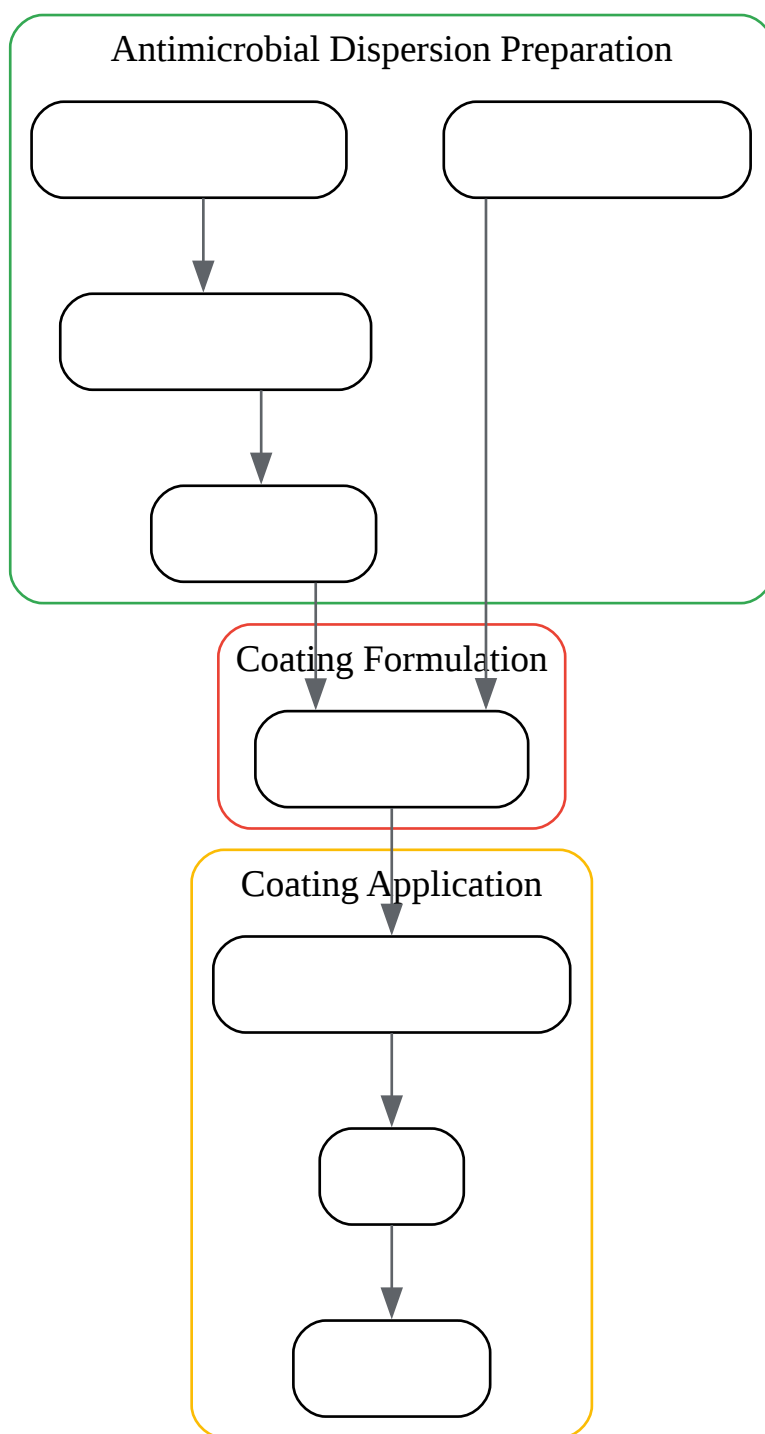 Antimicrobial Dispersion Preparation
Coating Formulation
Coating Application